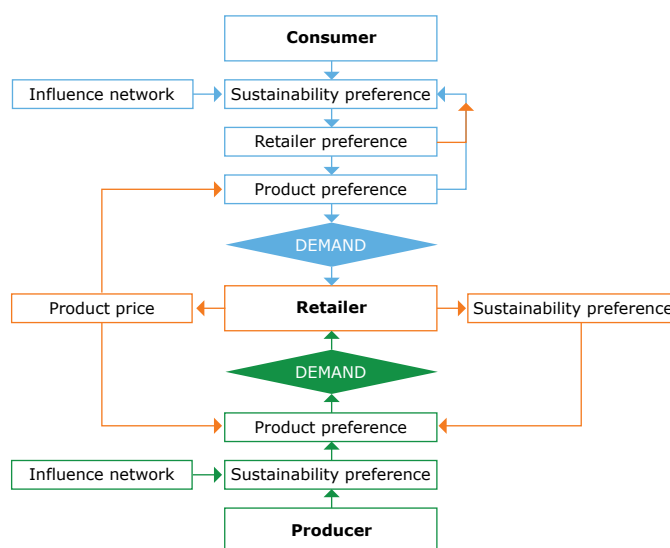 Consumer
Influence network
Sustainability preference
Retailer preference
Product preference
DEMAND
Product price
Retailer
Sustainability preference
DEMAND
Product preference
Influence network
Sustainability preference
Producer